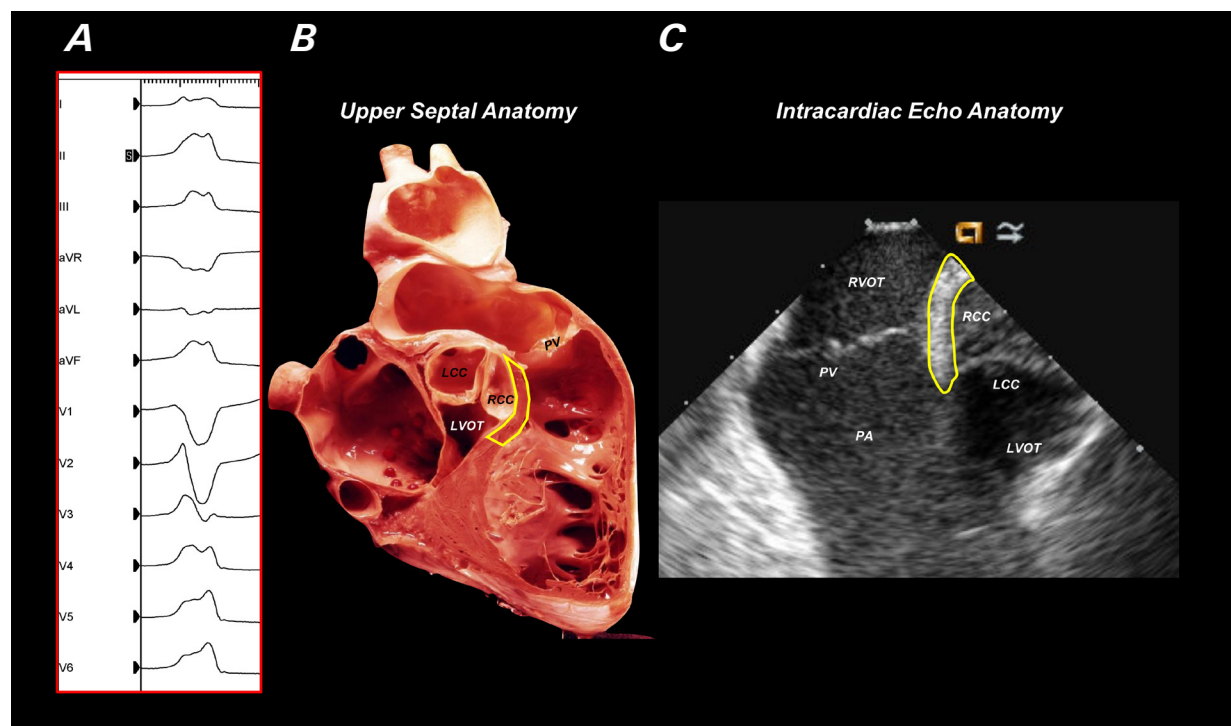 A
B
C
Upper Septal Anatomy
Intracardiac Echo Anatomy
I
II
S
III
aVR
aVL
aVF
V1
V2
V3
V4
V5
V6
PV
LCC
RCC
LVOT
RVOT
RCC
PV
LCC
PA
LVOT